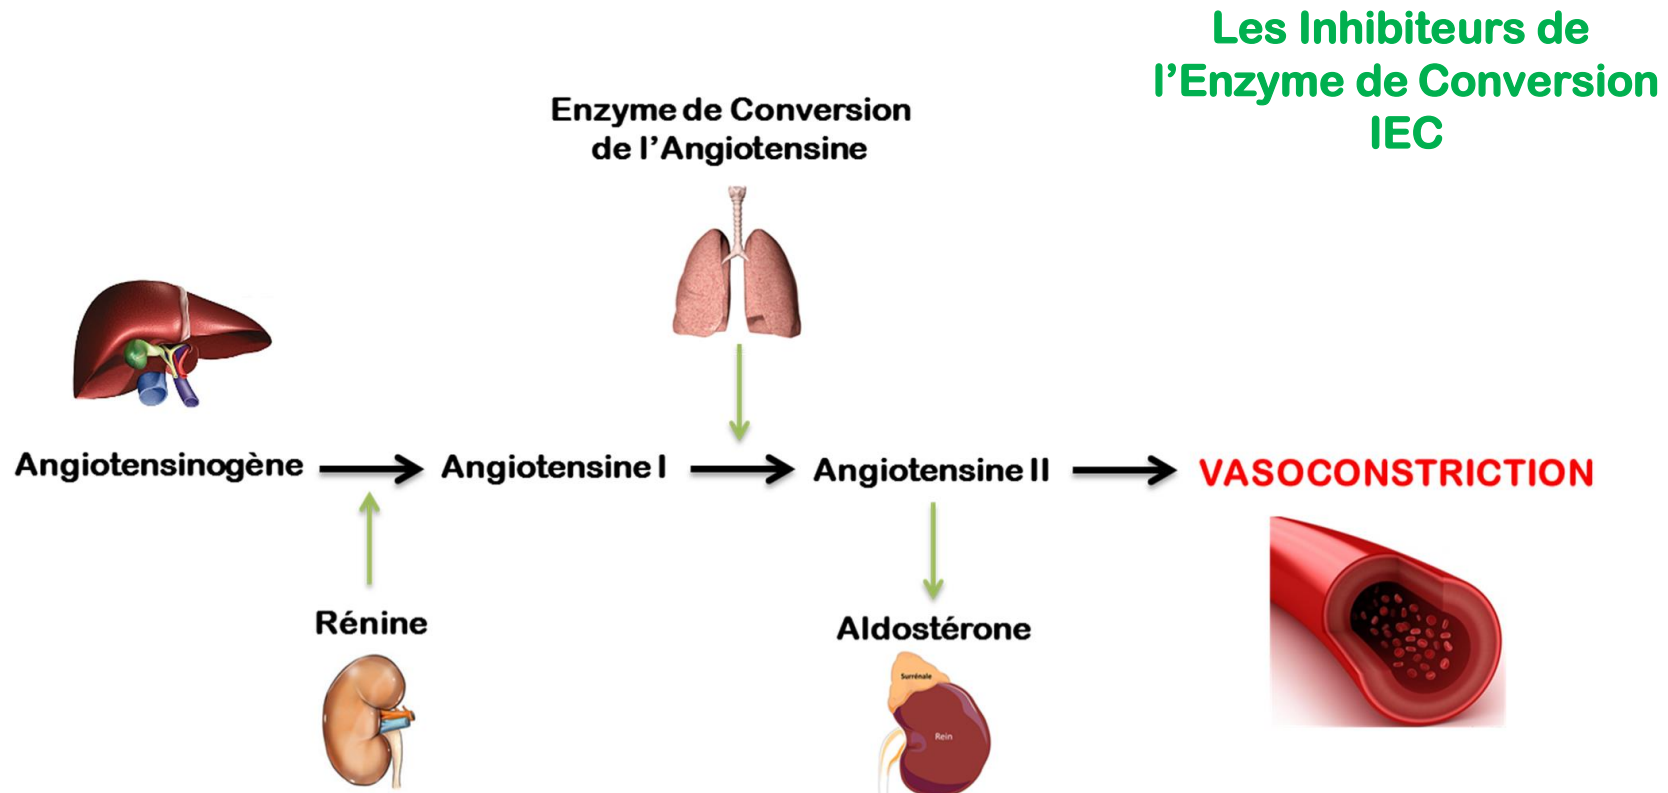 Les Inhibiteurs de
l’Enzyme de Conversion
IEC
Enzyme de Conversion
de l’Angiotensine
Angiotensinogène
Angiotensine I
Angiotensine II
VASOCONSTRICTION
Rénine
Aldostérone
Surrénale
Rein